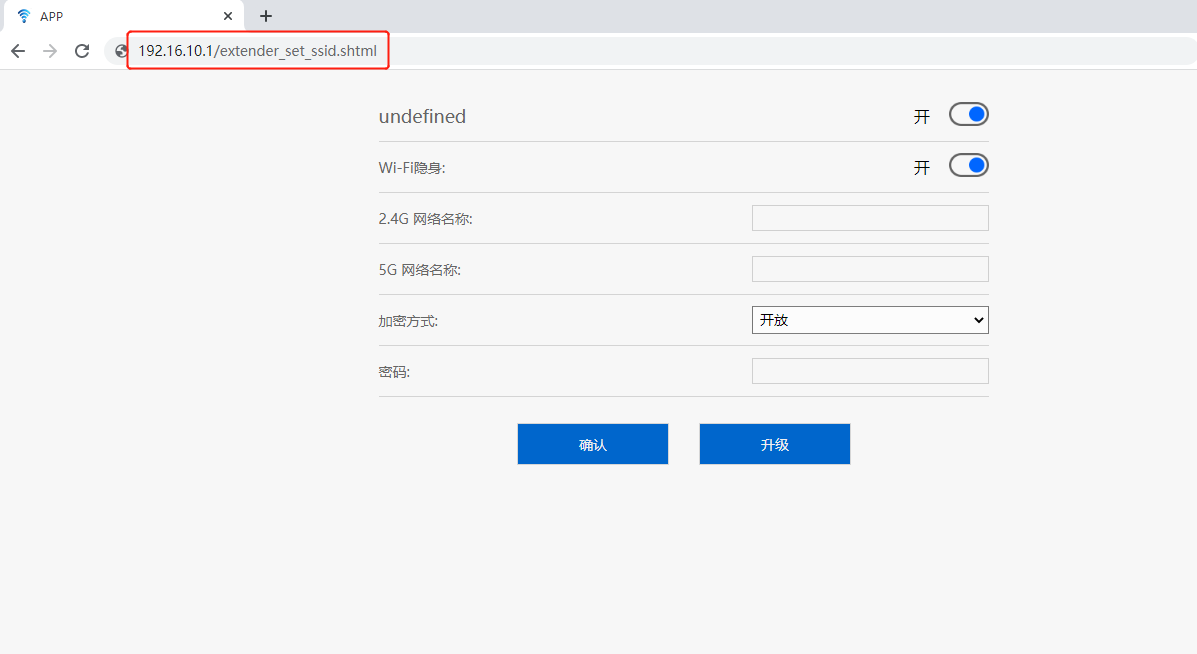 APP
192.16.10.1/extender_set_ssid.shtml
undefined 开
Wi-Fi隐身: 开
2.4G 网络名称:
5G 网络名称:
加密方式: 开放
密码:
确认 升级